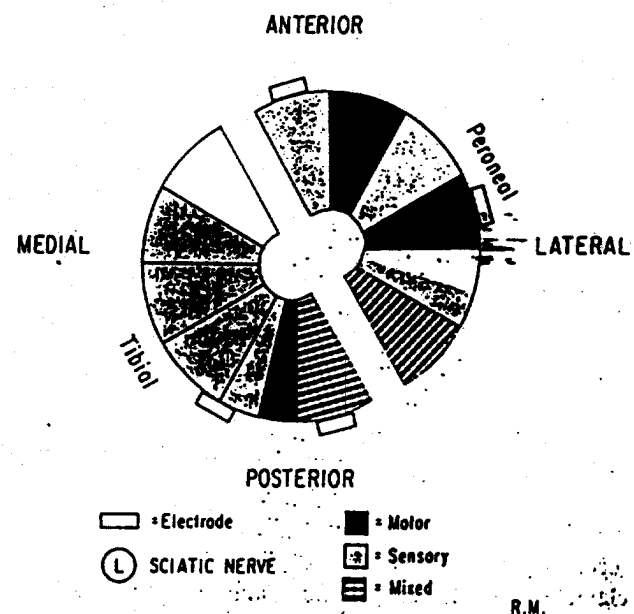 ANTERIOR
Peroneal
MEDIAL
LATERAL
Tibial
POSTERIOR
= Electrode
= Motor
L SCIATIC NERVE
= Sensory
= Mixed
R.M.